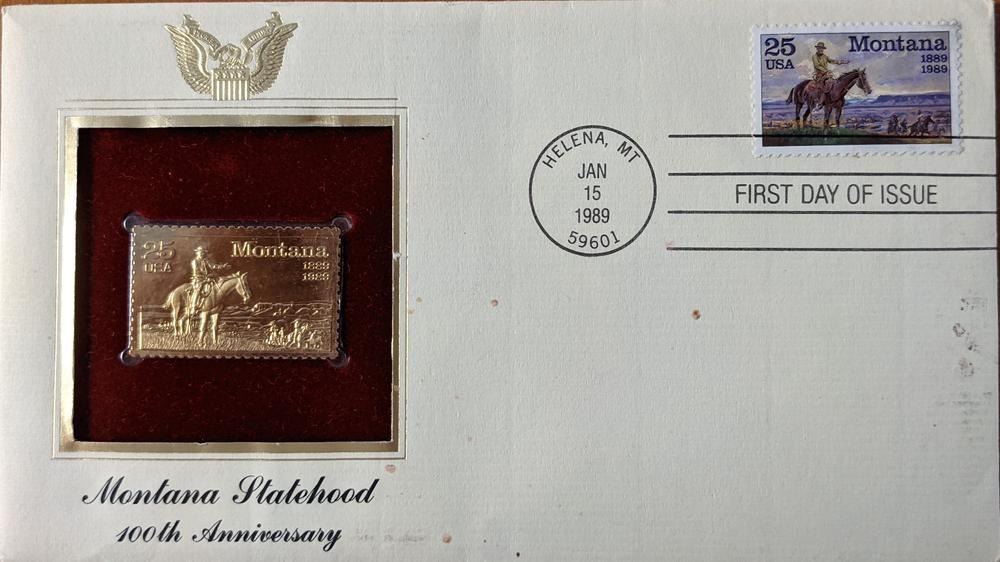 25
USA
Montana
1889
1989
HELENA, MT
JAN
15
1989
59601
FIRST DAY OF ISSUE
25
USA
Montana
1889
1989
Montana Statehood
100th Anniversary